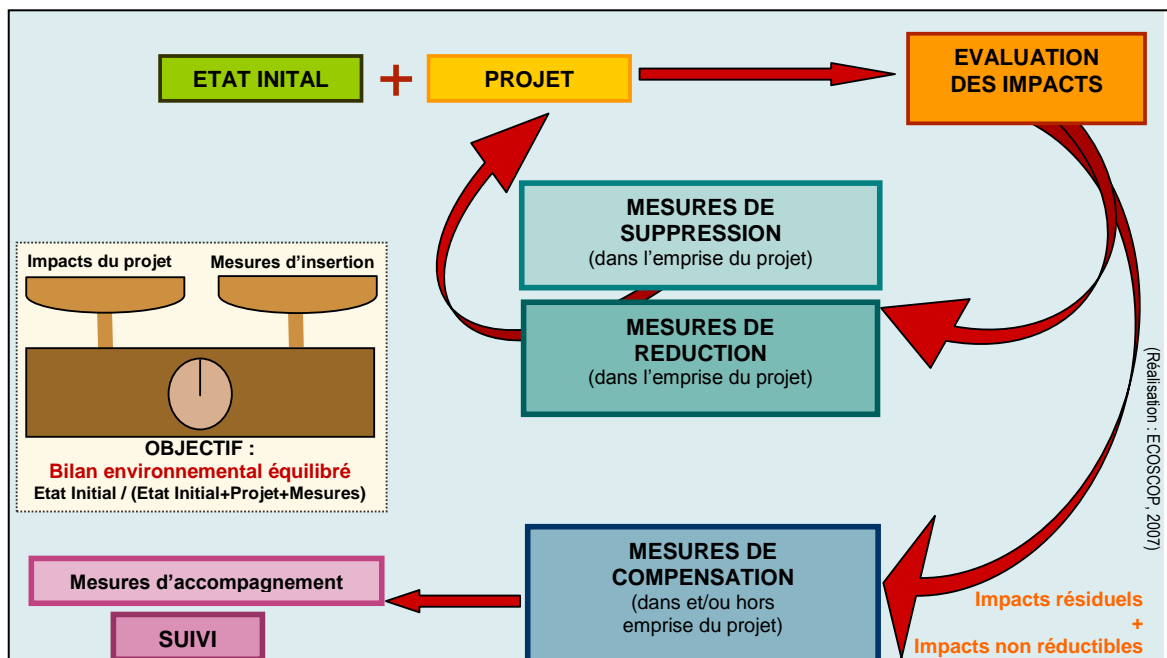 ETAT INITAL
+
PROJET
EVALUATION
DES IMPACTS
MESURES DE
SUPPRESSION
(dans l'emprise du projet)
MESURES DE
REDUCTION
(dans l'emprise du projet)
Impacts du projet
Mesures d'insertion
OBJECTIF :
Bilan environnemental équilibré
Etat Initial / (Etat Initial+Projet+Mesures)
(Réalisation : ECOSCOP, 2007)
MESURES DE
COMPENSATION
(dans et/ou hors
emprise du projet)
Mesures d'accompagnement
SUIVI
Impacts résiduels
+
Impacts non réductibles